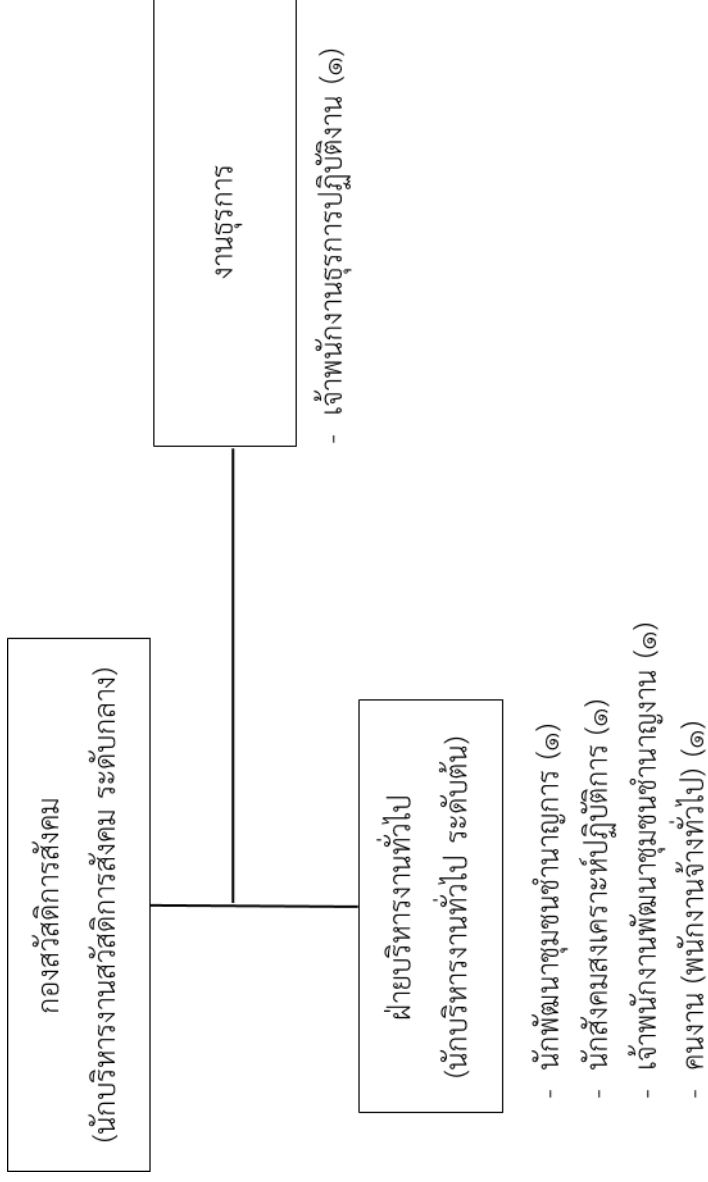 กองสวัสดิการสังคม
(นักบริหารงานสวัสดิการสังคม ระดับกลาง)
งานธุรการ
- เจ้าพนักงานธุรการปฏิบัติงาน (๑)
ฝ่ายบริหารงานทั่วไป
(นักบริหารงานทั่วไป ระดับต้น)
- นักพัฒนาชุมชนชำนาญการ (๑)
- นักสังคมสงเคราะห์ปฏิบัติการ (๑)
- เจ้าพนักงานพัฒนาชุมชนชำนาญงาน (๑)
- คนงาน (พนักงานจ้างทั่วไป) (๑)